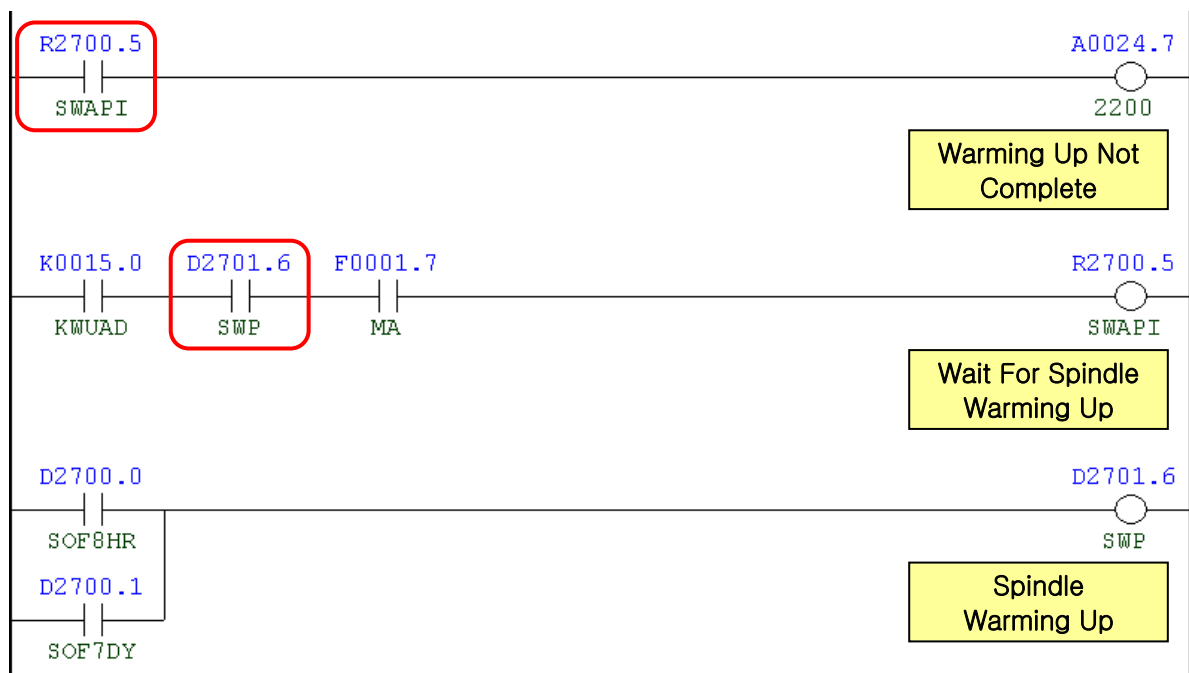 R2700.5 A0024.7
SWAPI 2200
Warming Up Not
Complete
K0015.0 D2701.6 F0001.7 R2700.5
KWUAD SWP MA SWAPI
Wait For Spindle
Warming Up
D2700.0 D2701.6
SOF8HR SWP
D2700.1
SOF7DY
Spindle
Warming Up